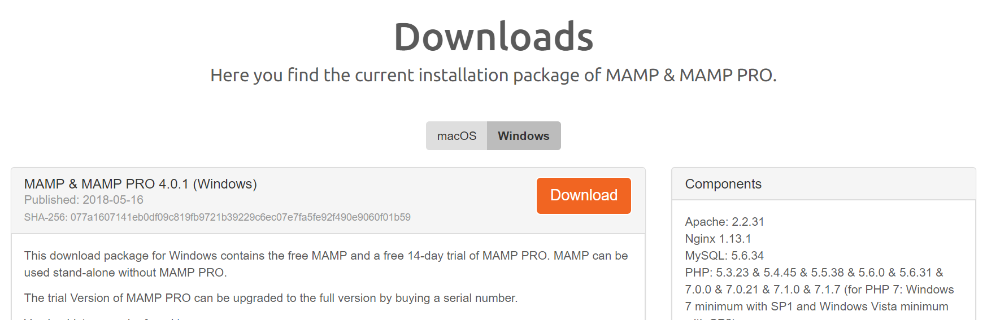 Downloads
Here you find the current installation package of MAMP & MAMP PRO.
macOS
Windows
MAMP & MAMP PRO 4.0.1 (Windows)
Published: 2018-05-16
SHA-256: 077a1607141eb0df09c819fb9721b39229c6ec07e7fa5fe92f490e9060f01b59
Download
This download package for Windows contains the free MAMP and a free 14-day trial of MAMP PRO. MAMP can be
used stand-alone without MAMP PRO.
The trial Version of MAMP PRO can be upgraded to the full version by buying a serial number.
Components
Apache: 2.2.31
Nginx 1.13.1
MySQL: 5.6.34
PHP: 5.3.23 & 5.4.45 & 5.5.38 & 5.6.0 & 5.6.31 &
7.0.0 & 7.0.21 & 7.1.0 & 7.1.7 (for PHP 7: Windows
7 minimum with SP1 and Windows Vista minimum